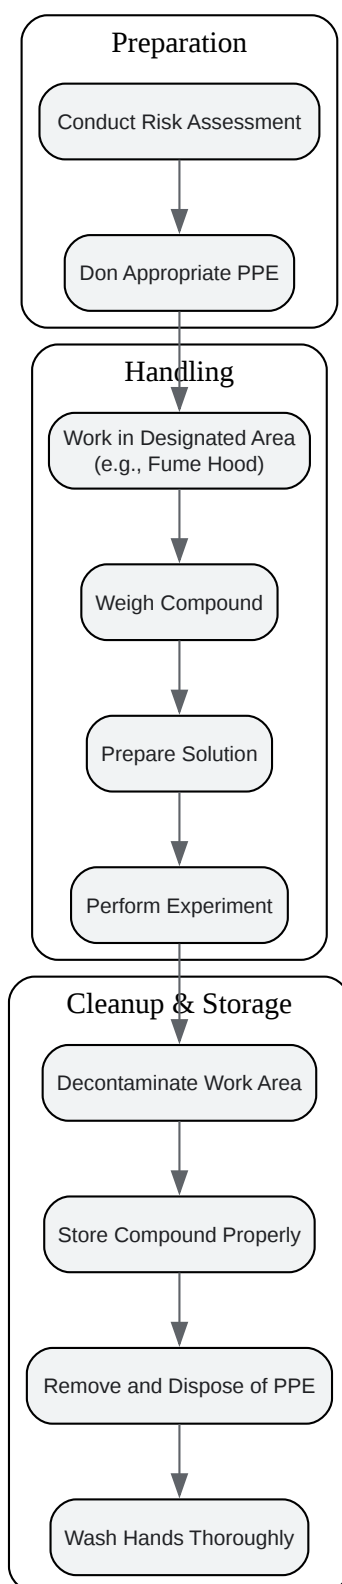 Preparation
Conduct Risk Assessment
Don Appropriate PPE
Handling
Work in Designated Area
(e.g., Fume Hood)
Weigh Compound
Prepare Solution
Perform Experiment
Cleanup & Storage
Decontaminate Work Area
Store Compound Properly
Remove and Dispose of PPE
Wash Hands Thoroughly